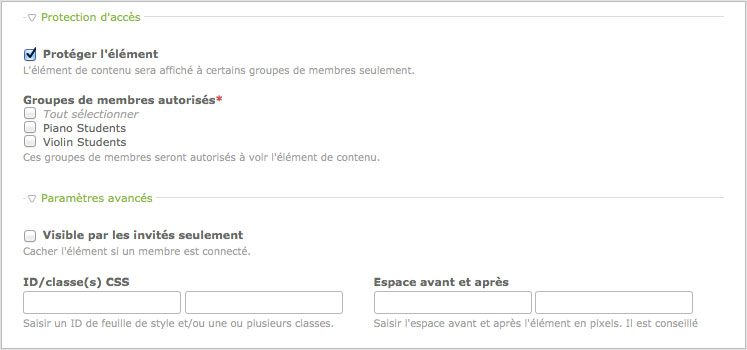 Protection d'accès
Protéger l'élément
L'élément de contenu sera affiché à certains groupes de membres seulement.
Groupes de membres autorisés*
Tout sélectionner
Piano Students
Violin Students
Ces groupes de membres seront autorisés à voir l'élément de contenu.
Paramètres avancés
Visible par les invités seulement
Cacher l'élément si un membre est connecté.
ID/classe(s) CSS
Saisir un ID de feuille de style et/ou une ou plusieurs classes.
Espace avant et après
Saisir l'espace avant et après l'élément en pixels. Il est conseillé